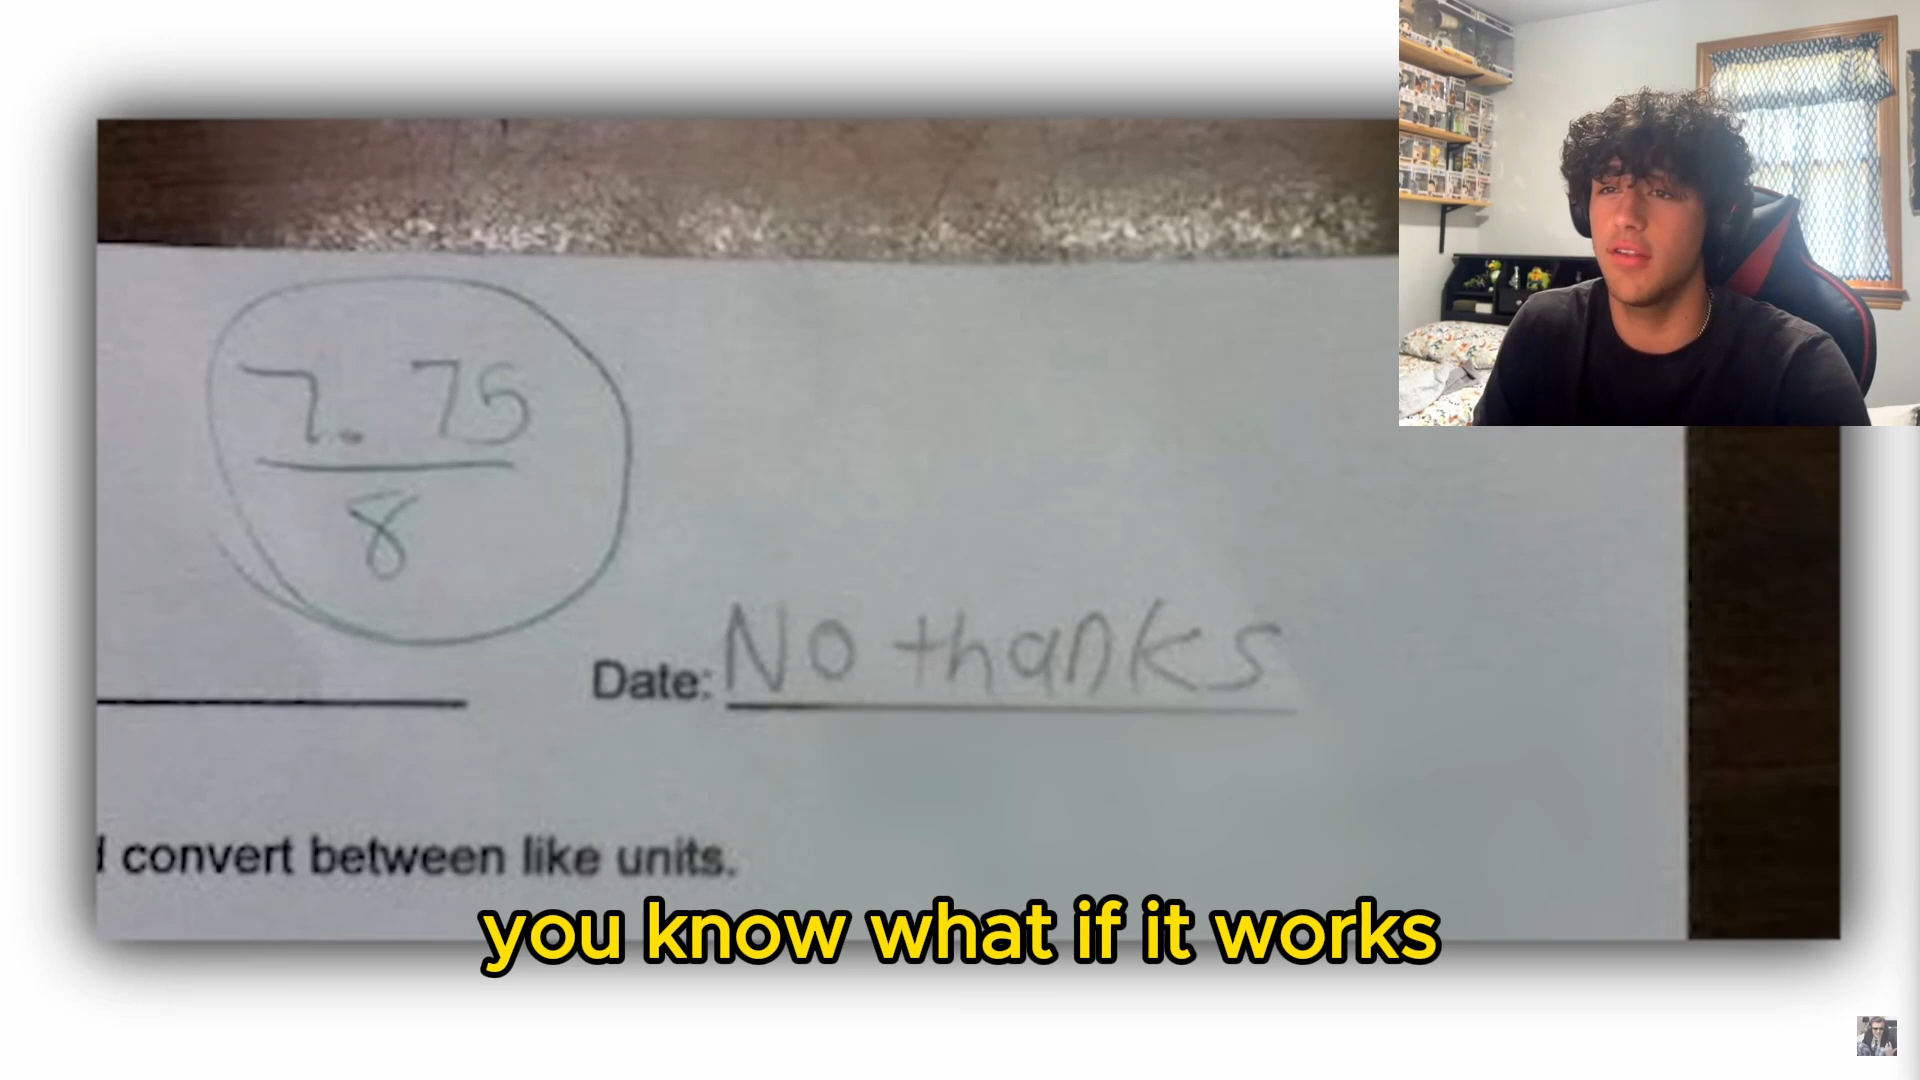 7.75
8
Date: No thanks
convert between like units.
you know what if it works